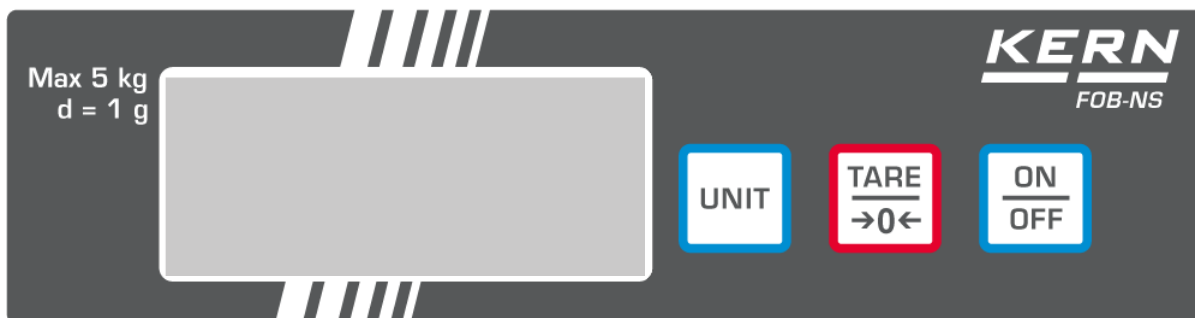 KERN
FOB-NS
Max 5 kg
d = 1 g
UNIT
TARE
→0←
ON
OFF